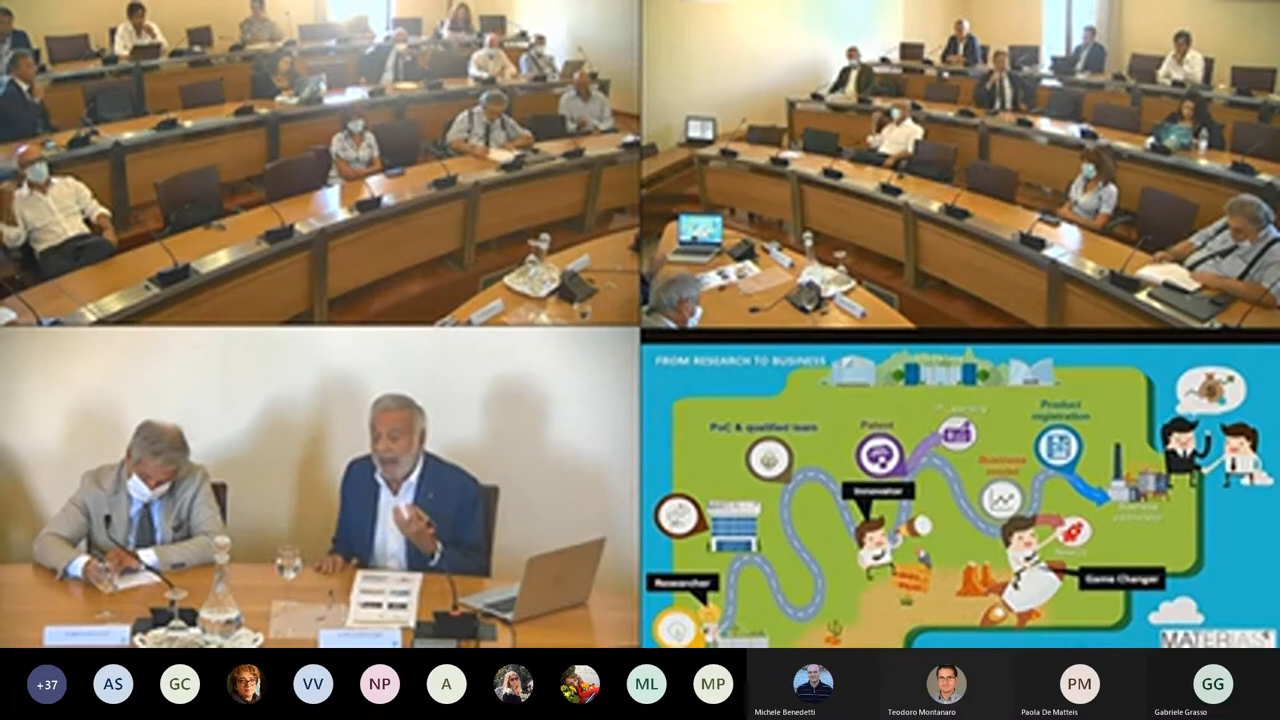 FROM RESEARCH TO BUSINESS
PoC & qualified team
Patent
Product
registration
Business
model
Innovator
Researcher
Game Changer
MATERIAS
+37
AS
GC
VV
NP
A
ML
MP
PM
GG
Michele Benedetti
Teodoro Montanaro
Paola De Matteis
Gabriele Grasso